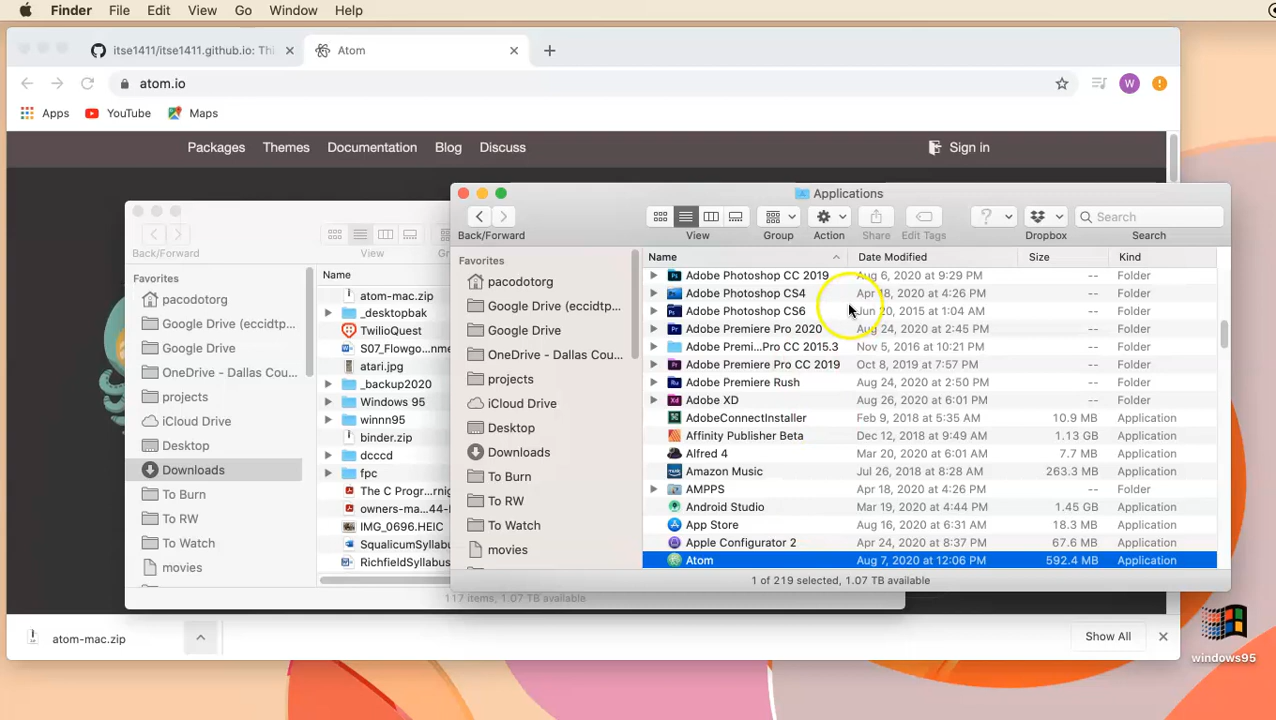 Finder File Edit View Go Window Help
itse1411/itse1411.github.io: Thi
Atom
atom.io
W
Apps YouTube Maps
Packages Themes Documentation Blog Discuss Sign in
Back/Forward View
Favorites
pacodotorg
Google Drive (eccidtp...
Google Drive
OneDrive - Dallas Cou...
projects
iCloud Drive
Desktop
Downloads
To Burn
To RW
To Watch
movies
Name
atom-mac.zip
_desktopbak
TwilioQuest
S07_Flowgo
atari.jpg
_backup2020
Windows 95
winnn95
binder.zip
dcccd
fpc
The C Progr...rnig
owners-ma...44-
IMG_0696.HEIC
SqualicumSyllabu
RichfieldSyllabus
117 items, 1.07 TB available
Applications
Search
Back/Forward View Group Action Share Edit Tags Dropbox Search
Favorites
pacodotorg
Google Drive (eccidtp...
Google Drive
OneDrive - Dallas Cou...
projects
iCloud Drive
Desktop
Downloads
To Burn
To RW
To Watch
movies
Name Date Modified Size Kind
Adobe Photoshop CC 2019 Aug 6, 2020 at 9:29 PM -- Folder
Adobe Photoshop CS4 Apr 18, 2020 at 4:26 PM -- Folder
Adobe Photoshop CS6 Jun 20, 2015 at 1:04 AM -- Folder
Adobe Premiere Pro 2020 Aug 24, 2020 at 2:45 PM -- Folder
Adobe Premi...Pro CC 2015.3 Nov 5, 2016 at 10:21 PM -- Folder
Adobe Premiere Pro CC 2019 Oct 8, 2019 at 7:57 PM -- Folder
Adobe Premiere Rush Aug 24, 2020 at 2:50 PM -- Folder
Adobe XD Aug 26, 2020 at 6:01 PM -- Folder
AdobeConnectInstaller Feb 9, 2018 at 5:35 AM 10.9 MB Application
Affinity Publisher Beta Dec 12, 2018 at 9:49 AM 1.13 GB Application
Alfred 4 Mar 20, 2020 at 6:01 AM 7.7 MB Application
Amazon Music Jul 26, 2018 at 8:28 AM 263.3 MB Application
AMPPS Apr 18, 2020 at 4:26 PM -- Folder
Android Studio Mar 19, 2020 at 4:44 PM 1.45 GB Application
App Store Aug 16, 2020 at 6:31 AM 18.3 MB Application
Apple Configurator 2 Apr 24, 2020 at 8:37 PM 67.6 MB Application
Atom Aug 7, 2020 at 12:06 PM 592.4 MB Application
1 of 219 selected, 1.07 TB available
atom-mac.zip
Show All
windows95